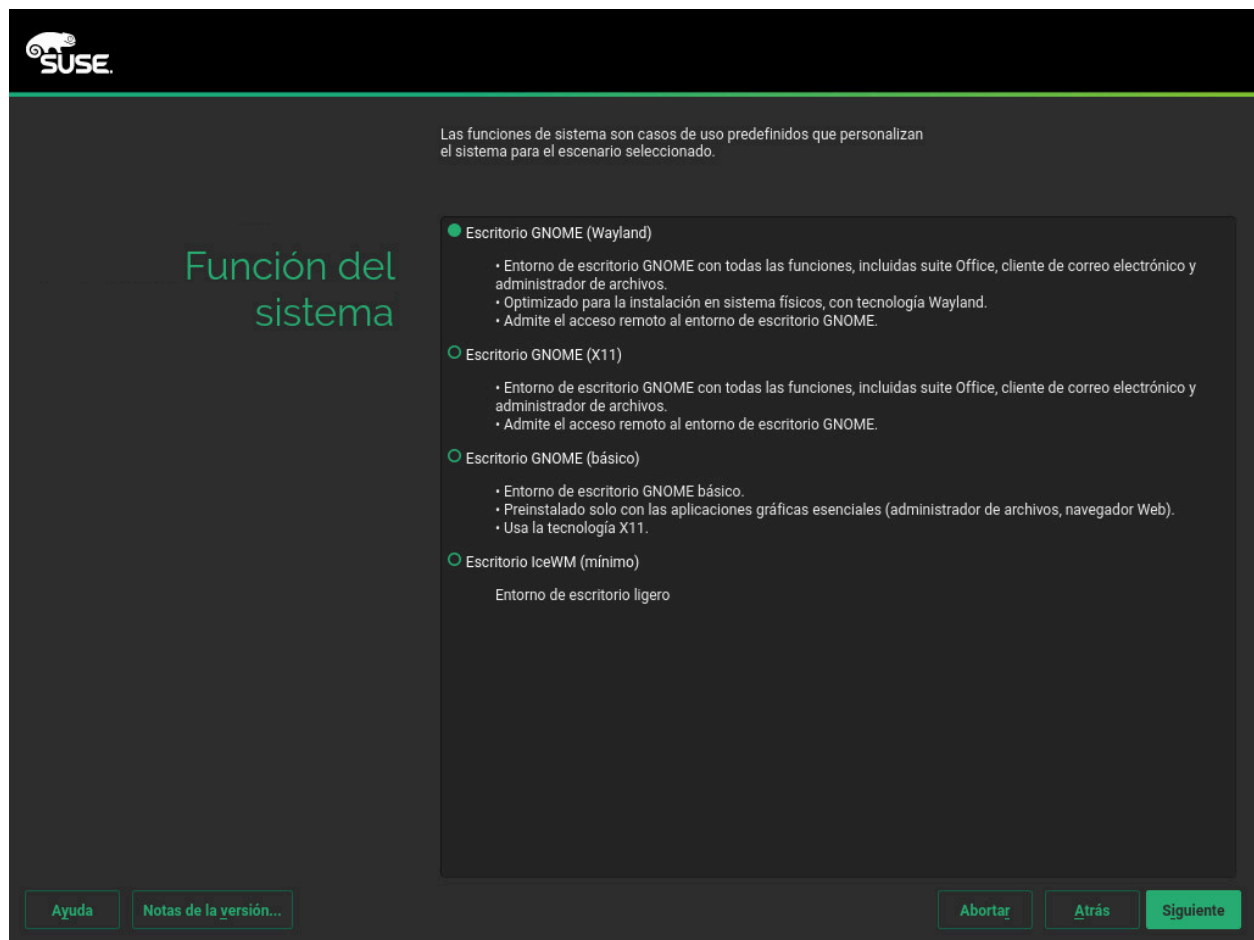 SUSE.
Las funciones de sistema son casos de uso predefinidos que personalizan
el sistema para el escenario seleccionado.
Función del
sistema
Escritorio GNOME (Wayland)
• Entorno de escritorio GNOME con todas las funciones, incluidas suite Office, cliente de correo electrónico y
administrador de archivos.
• Optimizado para la instalación en sistema físicos, con tecnología Wayland.
• Admite el acceso remoto al entorno de escritorio GNOME.
Escritorio GNOME (X11)
• Entorno de escritorio GNOME con todas las funciones, incluidas suite Office, cliente de correo electrónico y
administrador de archivos.
• Admite el acceso remoto al entorno de escritorio GNOME.
Escritorio GNOME (básico)
• Entorno de escritorio GNOME básico.
• Preinstalado solo con las aplicaciones gráficas esenciales (administrador de archivos, navegador Web).
• Usa la tecnología X11.
Escritorio IceWM (mínimo)
Entorno de escritorio ligero
Ayuda
Notas de la versión...
Abortar
Atrás
Siguiente